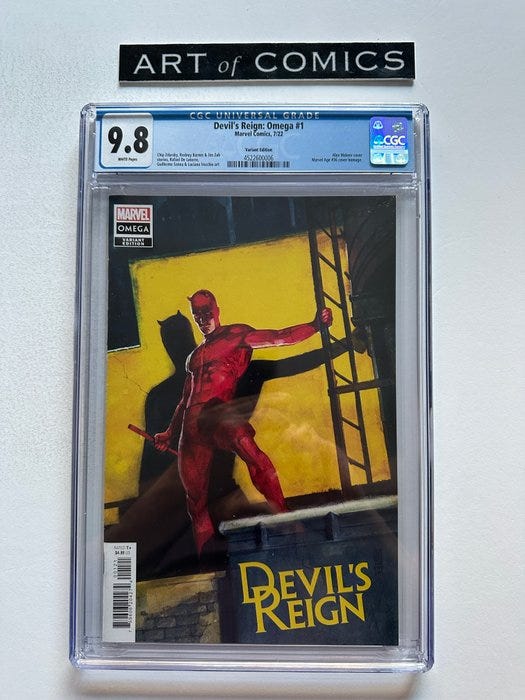 ART of COMICS
CGC UNIVERSAL GRADE
9.8
WHITE Pages
Devil's Reign: Omega #1
Marvel Comics, 7/22
Variant Edition
4522600006
Chip Zdarsky, Rodney Barnes & Jim Zub
stories, Rafael De Latorre,
Guillermo Sanna & Luciano Vecchio art
Alex Maleev cover
Marvel Age #36 cover homage
CGC
MARVEL
OMEGA
VARIANT
EDITION
RATED T+
DEVIL'S
REIGN